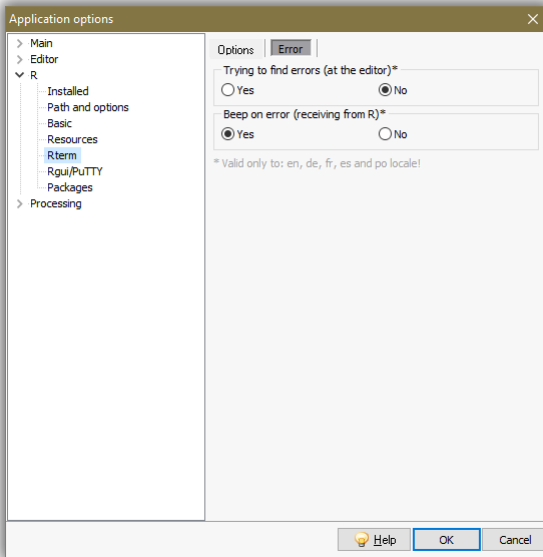 Application options
Main
Editor
R
Installed
Path and options
Basic
Resources
Rterm
Rgui/PuTTY
Packages
Processing
Options
Error
Trying to find errors (at the editor)*
Yes
No
Beep on error (receiving from R)*
Yes
No
* Valid only to: en, de, fr, es and po locale!
Help
OK
Cancel